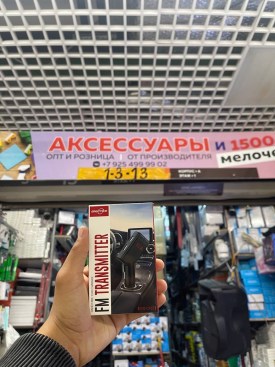 АКСЕССУАРЫ И 1500
ОПТ И РОЗНИЦА | ОТ ПРОИЗВОДИТЕЛЯ
МЕЛОЧЕ
+7 925 499 99 02
1-3-13
FM TRANSMITTER